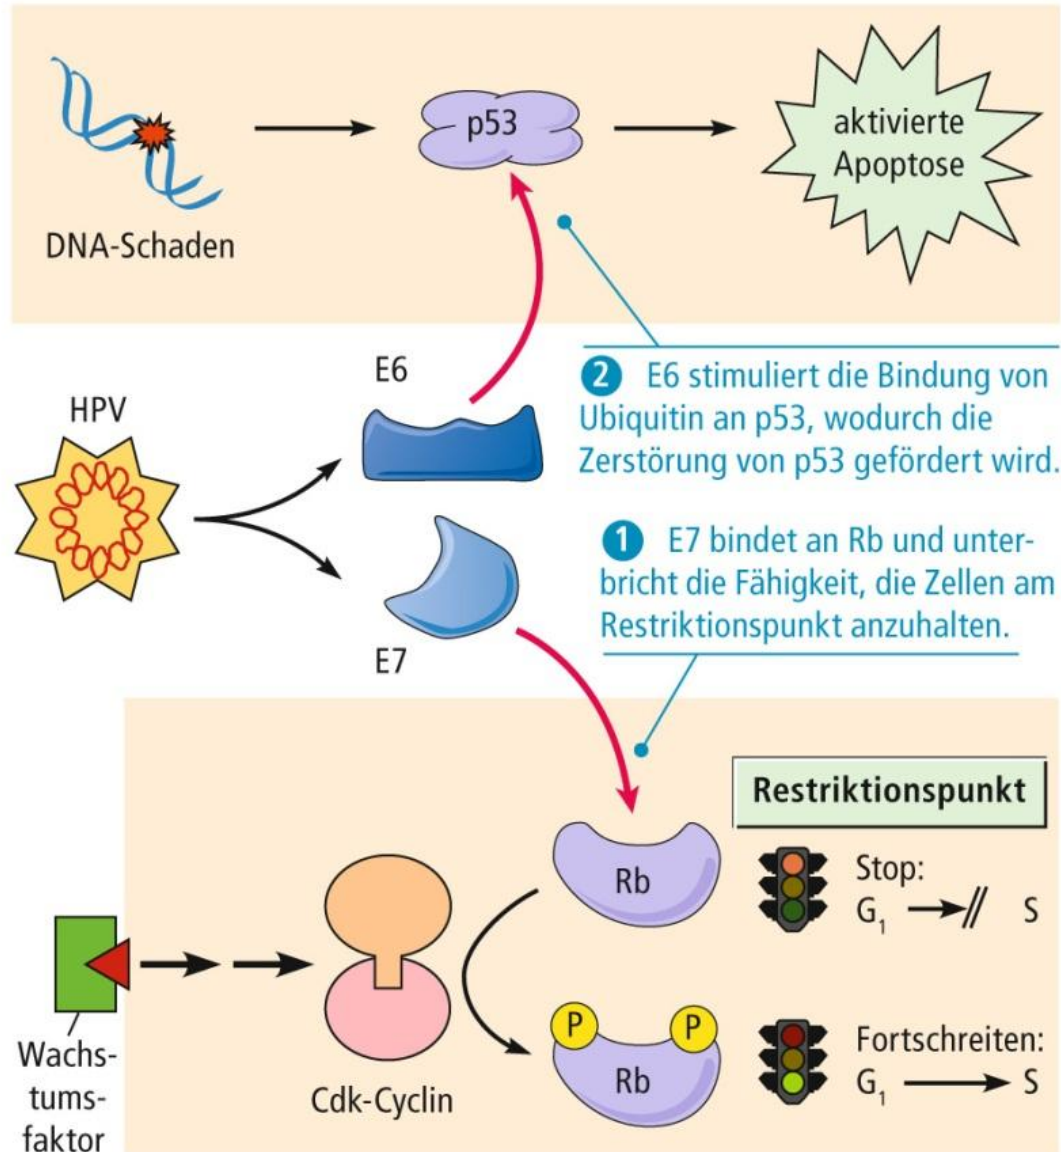 DNA-Schaden
p53
aktivierte
Apoptose
HPV
E6
2 E6 stimuliert die Bindung von
Ubiquitin an p53, wodurch die
Zerstörung von p53 gefördert wird.
E7
1 E7 bindet an Rb und unter-
bricht die Fähigkeit, die Zellen am
Restriktionspunkt anzuhalten.
Restriktionspunkt
Rb
Stop:
G₁ S
Wachs-
tums-
faktor
Cdk-Cyclin
P P
Rb
Fortschreiten:
G₁ S